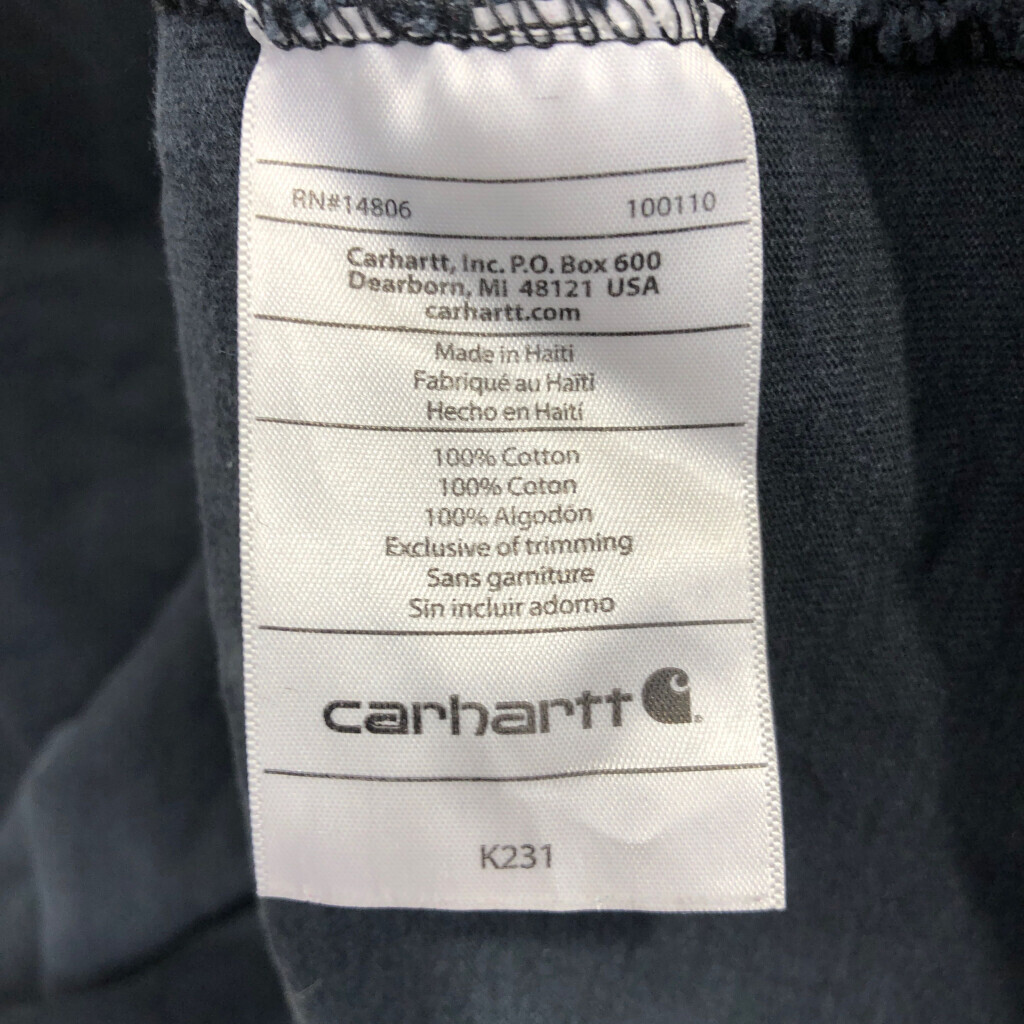 RN#14806 100110
Carhartt, Inc. P.O. Box 600
Dearborn, MI 48121 USA
carhartt.com
Made in Haiti
Fabriqué au Haïti
Hecho en Haití
100% Cotton
100% Coton
100% Algodón
Exclusive of trimming
Sans garniture
Sin incluir adorno
carhartt
K231